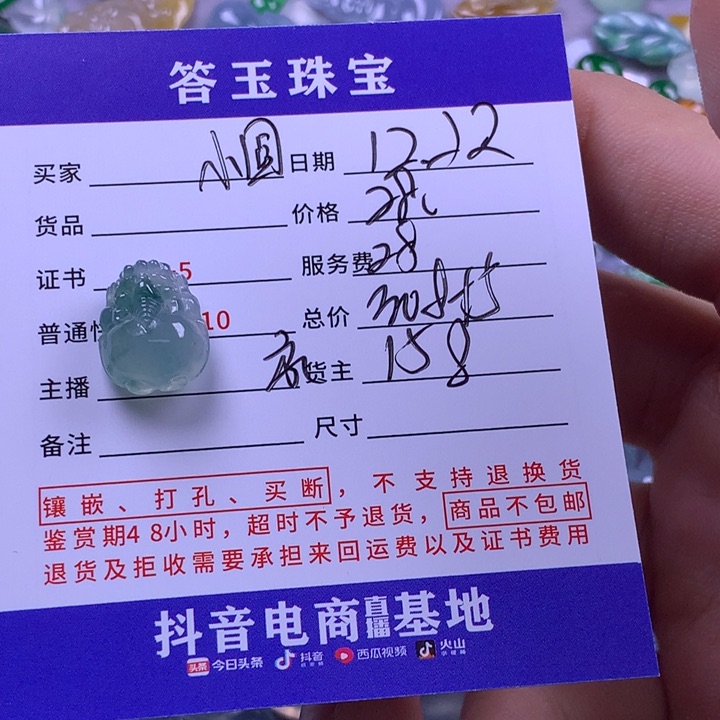 答玉珠宝
买家 小圆 日期 12.22
货品 价格 28
证书 5 服务费 28
普通 10 总价 308
主播 货主 158
备注 尺寸
镶嵌、打孔、买断，不支持退换货
鉴赏期48小时，超时不予退货，商品不包邮
退货及拒收需要承担来回运费以及证书费用
抖音电商直播基地
头条 今日头条 抖音 西瓜视频 火山